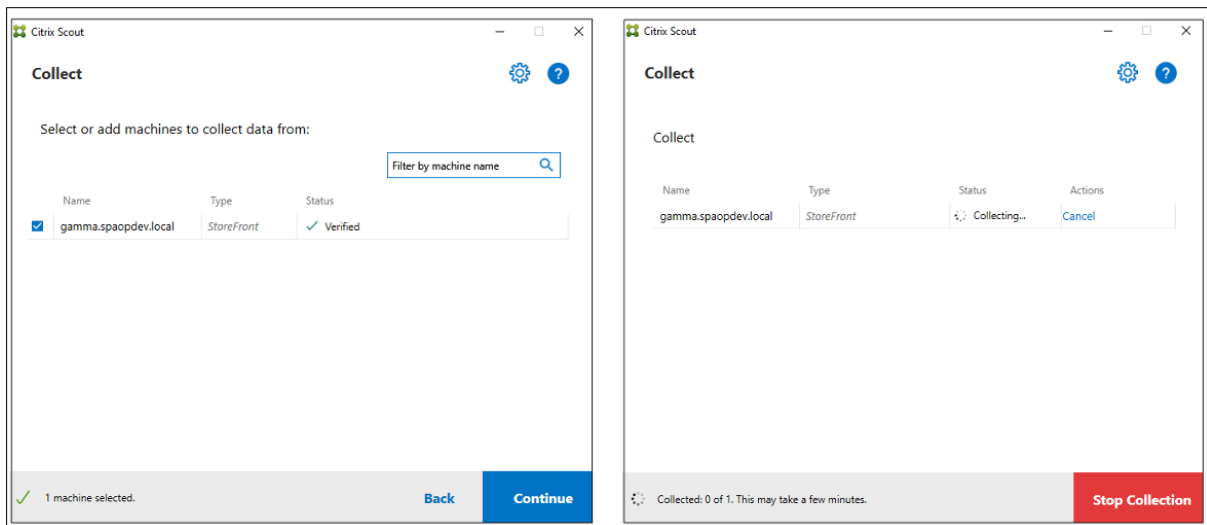 Citrix Scout
Collect
Select or add machines to collect data from:
Filter by machine name
Name Type Status
gamma.spaopdev.local StoreFront Verified
1 machine selected. Back Continue
Citrix Scout
Collect
Collect
Name Type Status Actions
gamma.spaopdev.local StoreFront Collecting... Cancel
Collected: 0 of 1. This may take a few minutes. Stop Collection